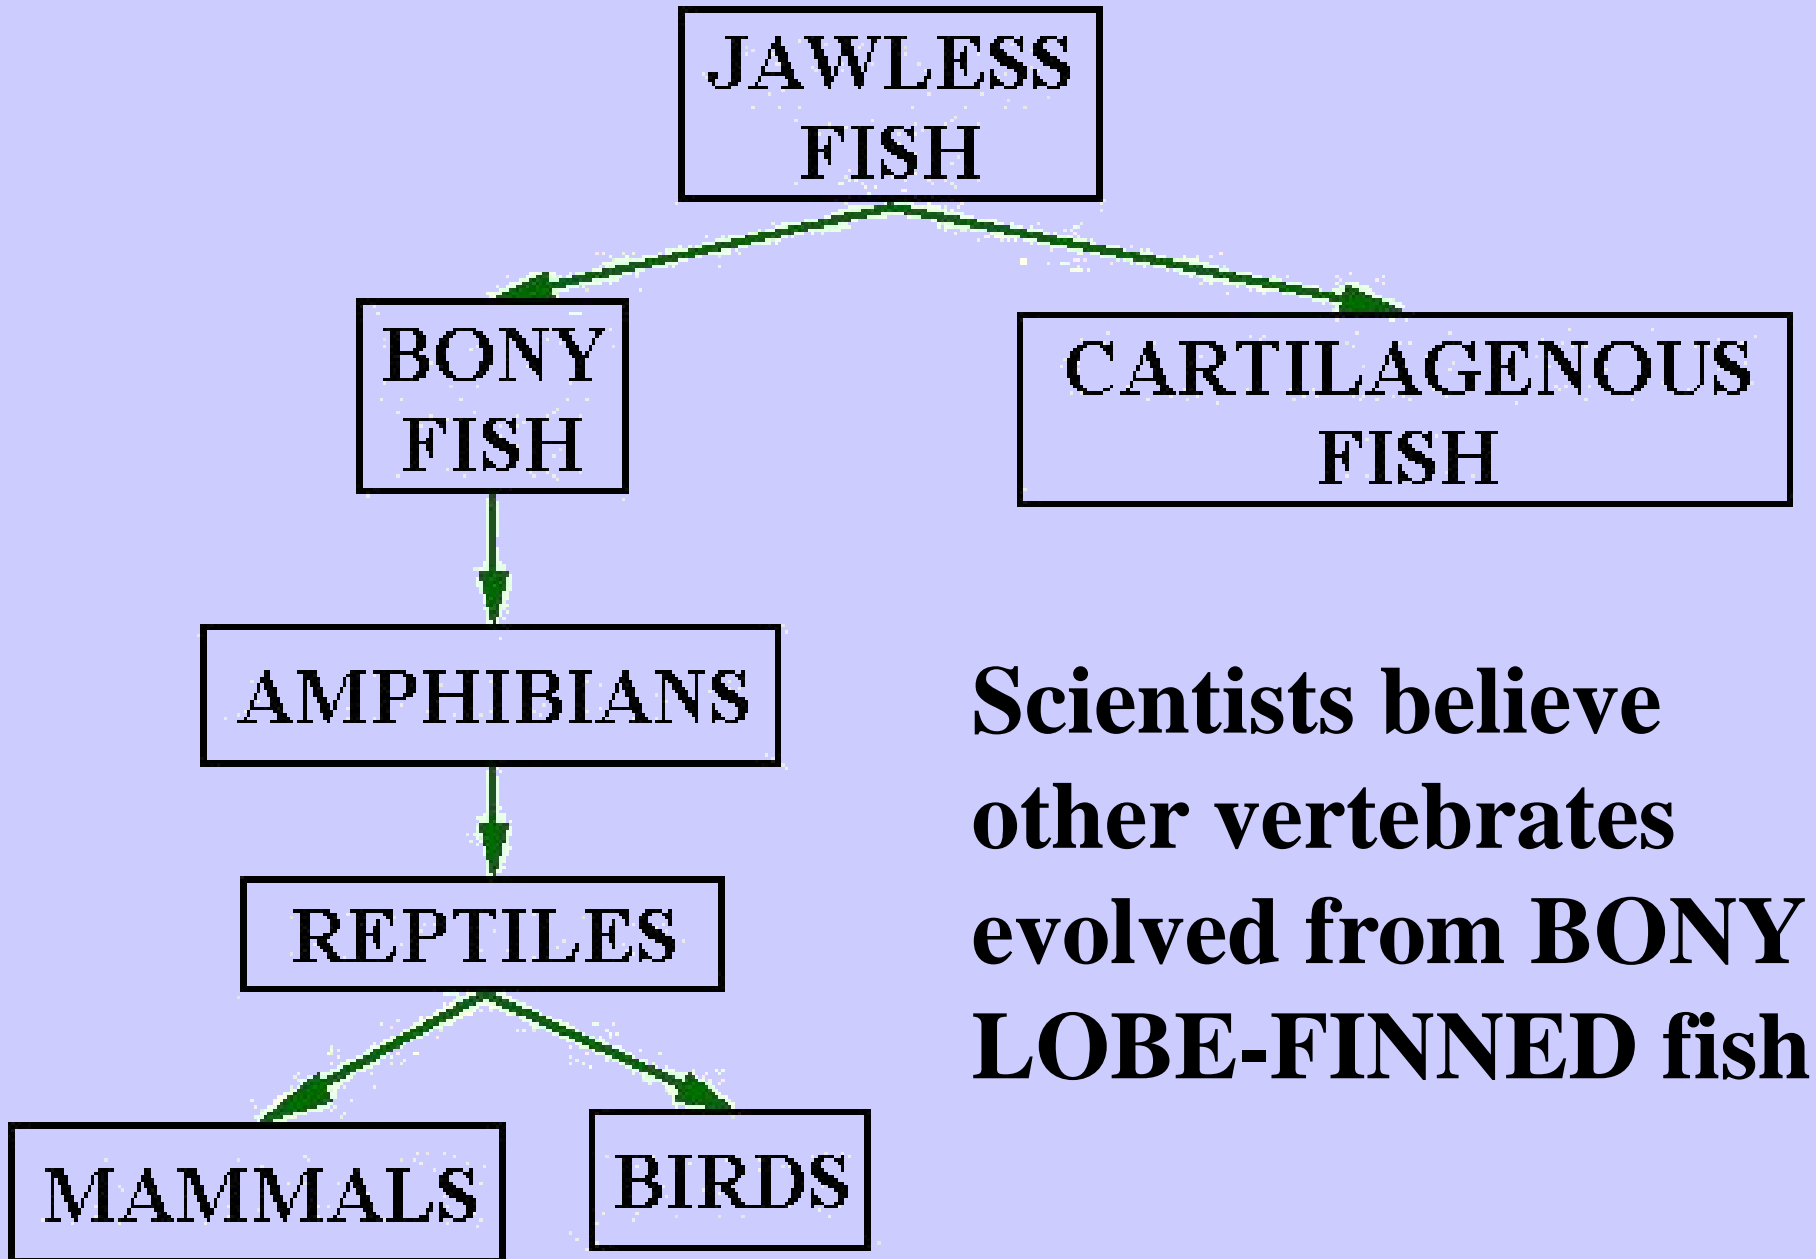 JAWLESS
FISH
BONY
FISH
CARTILAGENOUS
FISH
AMPHIBIANS
REPTILES
MAMMALS
BIRDS
Scientists believe
other vertebrates
evolved from BONY
LOBE-FINNED fish